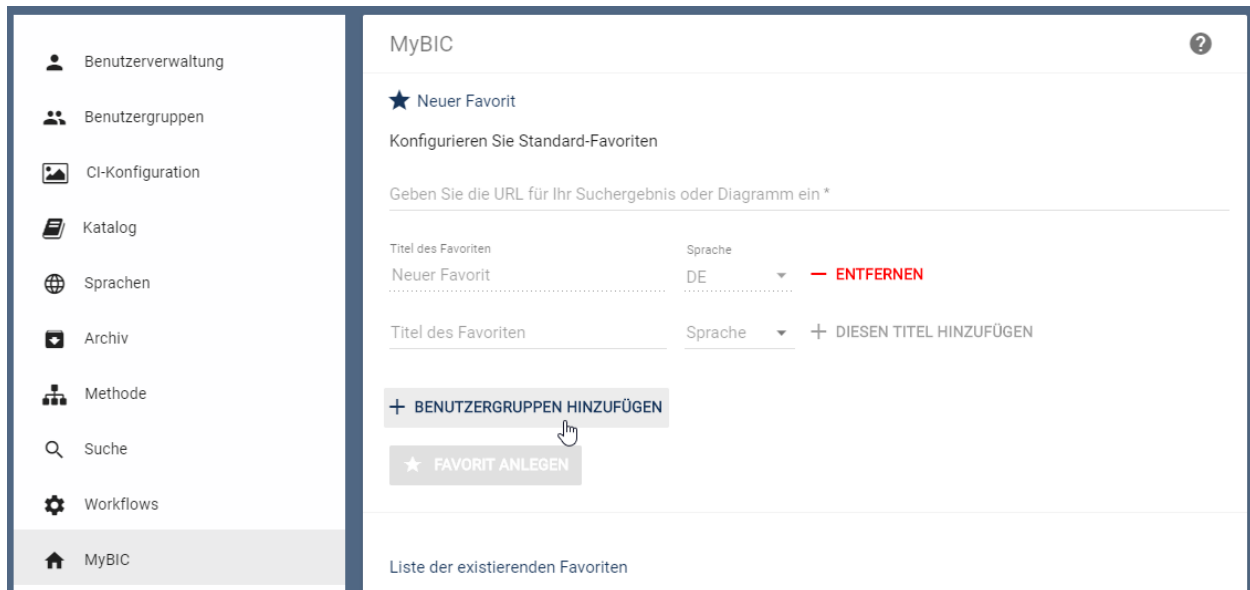 Benutzerverwaltung
Benutzergruppen
CI-Konfiguration
Katalog
Sprachen
Archiv
Methode
Suche
Workflows
MyBIC
MyBIC
Neuer Favorit
Konfigurieren Sie Standard-Favoriten
Geben Sie die URL für Ihr Suchergebnis oder Diagramm ein *
Titel des Favoriten Sprache
Neuer Favorit DE ENTFERNEN
Titel des Favoriten Sprache + DIESEN TITEL HINZUFÜGEN
+ BENUTZERGRUPPEN HINZUFÜGEN
FAVORIT ANLEGEN
Liste der existierenden Favoriten